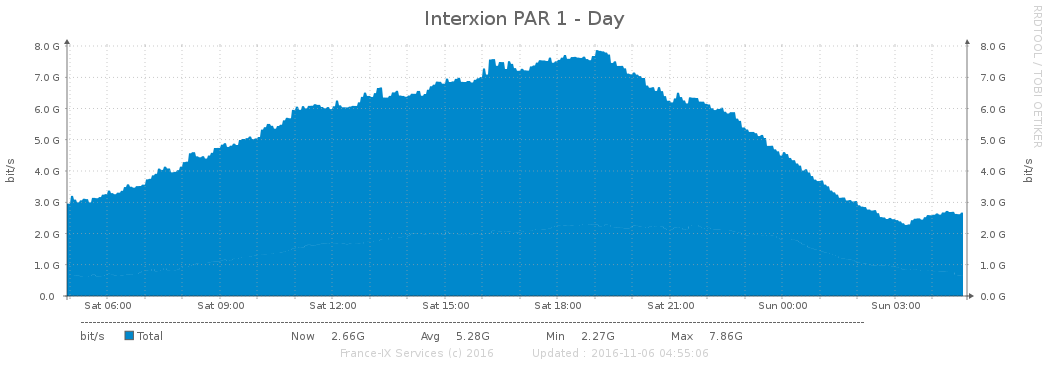 Interxion PAR 1 - Day
RRDTOOL / TOBI OETIKER
8.0 G 8.0 G
7.0 G 7.0 G
6.0 G 6.0 G
5.0 G 5.0 G
4.0 G 4.0 G
3.0 G 3.0 G
2.0 G 2.0 G
1.0 G 1.0 G
0.0 0.0 G
bit/s bit/s
Sat 06:00 Sat 09:00 Sat 12:00 Sat 15:00 Sat 18:00 Sat 21:00 Sun 00:00 Sun 03:00
bit/s Total Now 2.66G Avg 5.28G Min 2.27G Max 7.86G
France-IX Services (c) 2016 Updated : 2016-11-06 04:55:06